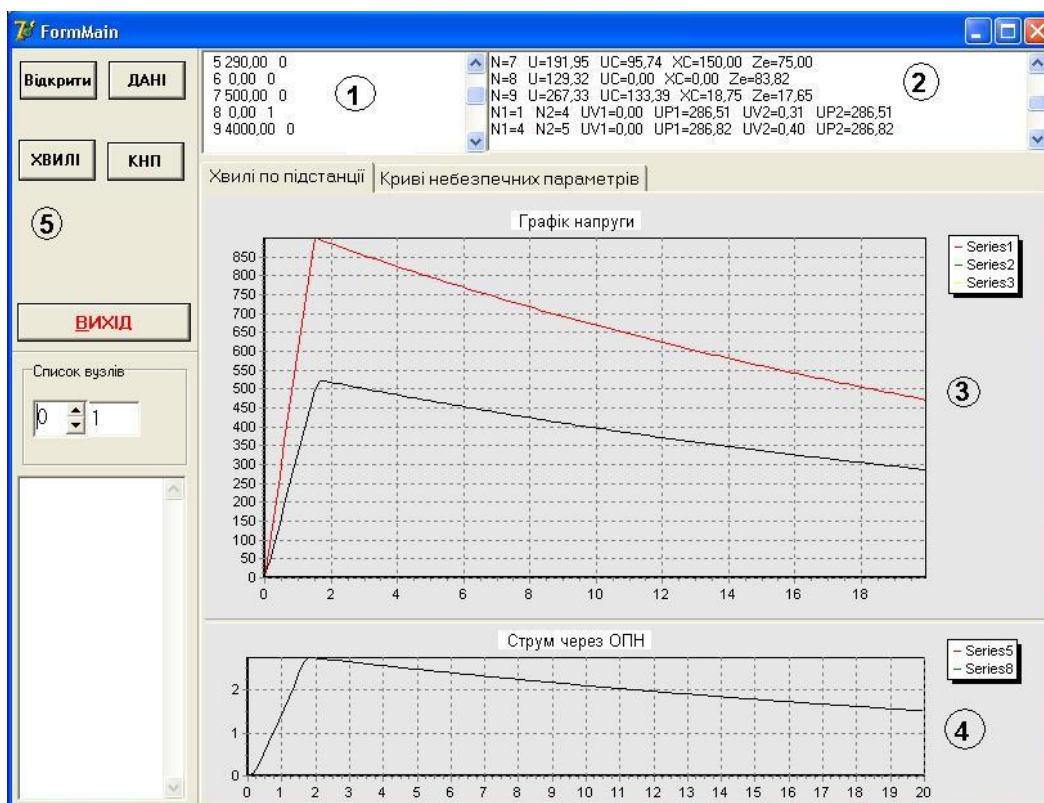 FormMain
Відкрити
ДАНІ
ХВИЛІ
КНП
5
ВИХІД
Список вузлів
0
1
5 290,00 0
6 0,00 0
7 500,00 0
8 0,00 1
9 4000,00 0
1
N=7 U=191,95 UC=95,74 XC=150,00 Ze=75,00
N=8 U=129,32 UC=0,00 XC=0,00 Ze=83,82
N=9 U=267,33 UC=133,39 XC=18,75 Ze=17,65
N1=1 N2=4 UV1=0,00 UP1=286,51 UV2=0,31 UP2=286,51
N1=4 N2=5 UV1=0,00 UP1=286,82 UV2=0,40 UP2=286,82
2
Хвилі по підстанції
Криві небезпечних параметрів
Графік напруги
850
800
750
700
650
600
550
500
450
400
350
300
250
200
150
100
50
0
0 2 4 6 8 10 12 14 16 18
Series1
Series2
Series3
3
Струм через ОПН
2
1
0
0 1 2 3 4 5 6 7 8 9 10 11 12 13 14 15 16 17 18 19 20
Series5
Series8
4